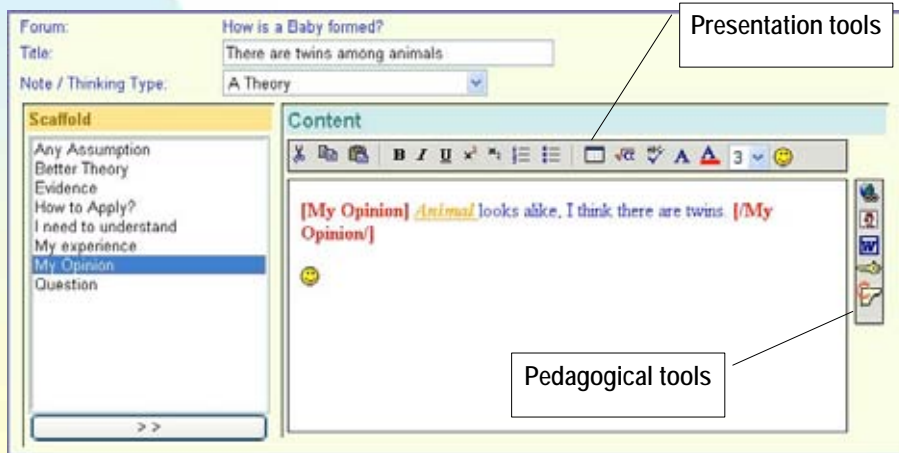 Forum: How is a Baby formed?
Title: There are twins among animals
Note / Thinking Type: A Theory
Presentation tools
Scaffold
Any Assumption
Better Theory
Evidence
How to Apply?
I need to understand
My experience
My Opinion
Question
> >
Content
B I U x² 3
[My Opinion] Animal looks alike, I think there are twins. [/My
Opinion/]
Pedagogical tools